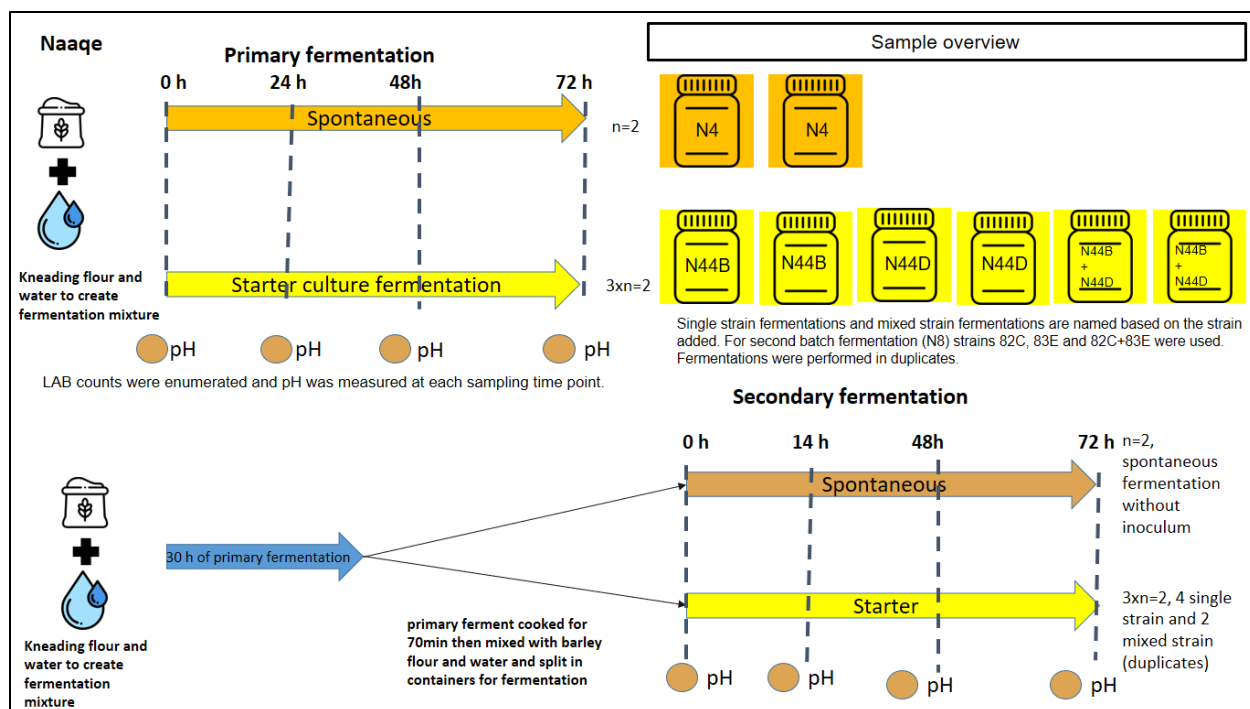 Naaqe
Primary fermentation
0 h
24 h
48h
72 h
Spontaneous
n=2
Kneading flour and
water to create
fermentation mixture
Starter culture fermentation
3xn=2
pH
pH
pH
pH
LAB counts were enumerated and pH was measured at each sampling time point.
Sample overview
N4
N4
N44B
N44B
N44D
N44D
N44B
+
N44D
N44B
+
N44D
Single strain fermentations and mixed strain fermentations are named based on the strain
added. For second batch fermentation (N8) strains 82C, 83E and 82C+83E were used.
Fermentations were performed in duplicates.
Secondary fermentation
0 h
14 h
48h
72 h
Spontaneous
n=2,
spontaneous
fermentation
without
inoculum
30 h of primary fermentation
Kneading flour and
water to create
fermentation
mixture
primary ferment cooked for
70min then mixed with barley
flour and water and split in
containers for fermentation
Starter
3xn=2, 4 single
strain and 2
mixed strain
(duplicates)
pH
pH
pH
pH